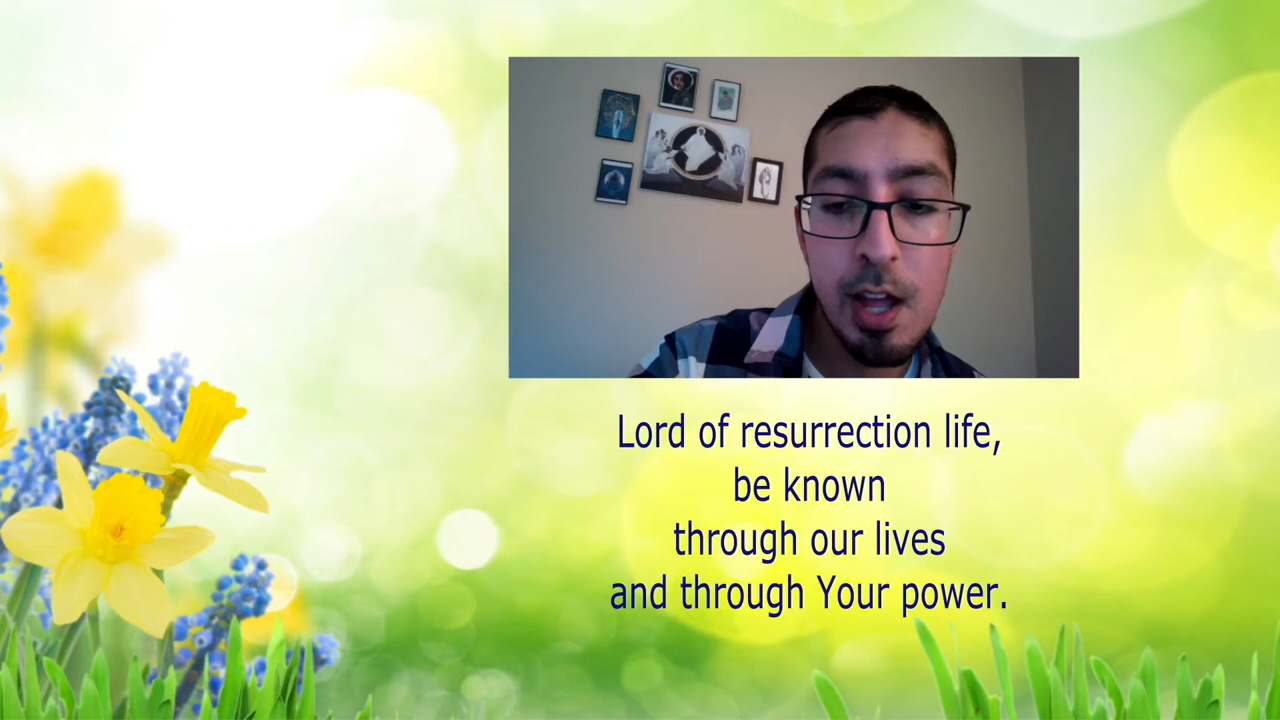 Lord of resurrection life,
be known
through our lives
and through Your power.